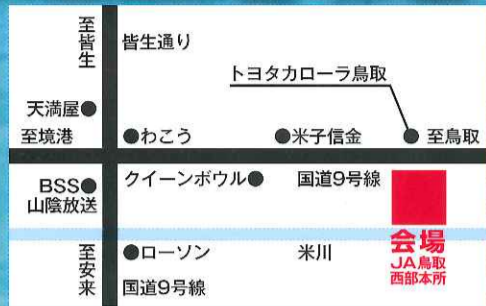 至皆生
皆生通り
トヨタカローラ鳥取
天満屋
至境港
わこう
米子信金
至鳥取
BSS
山陰放送
クイーンボウル
国道9号線
会場
JA鳥取
西部本所
至安来
ローソン
米川
国道9号線